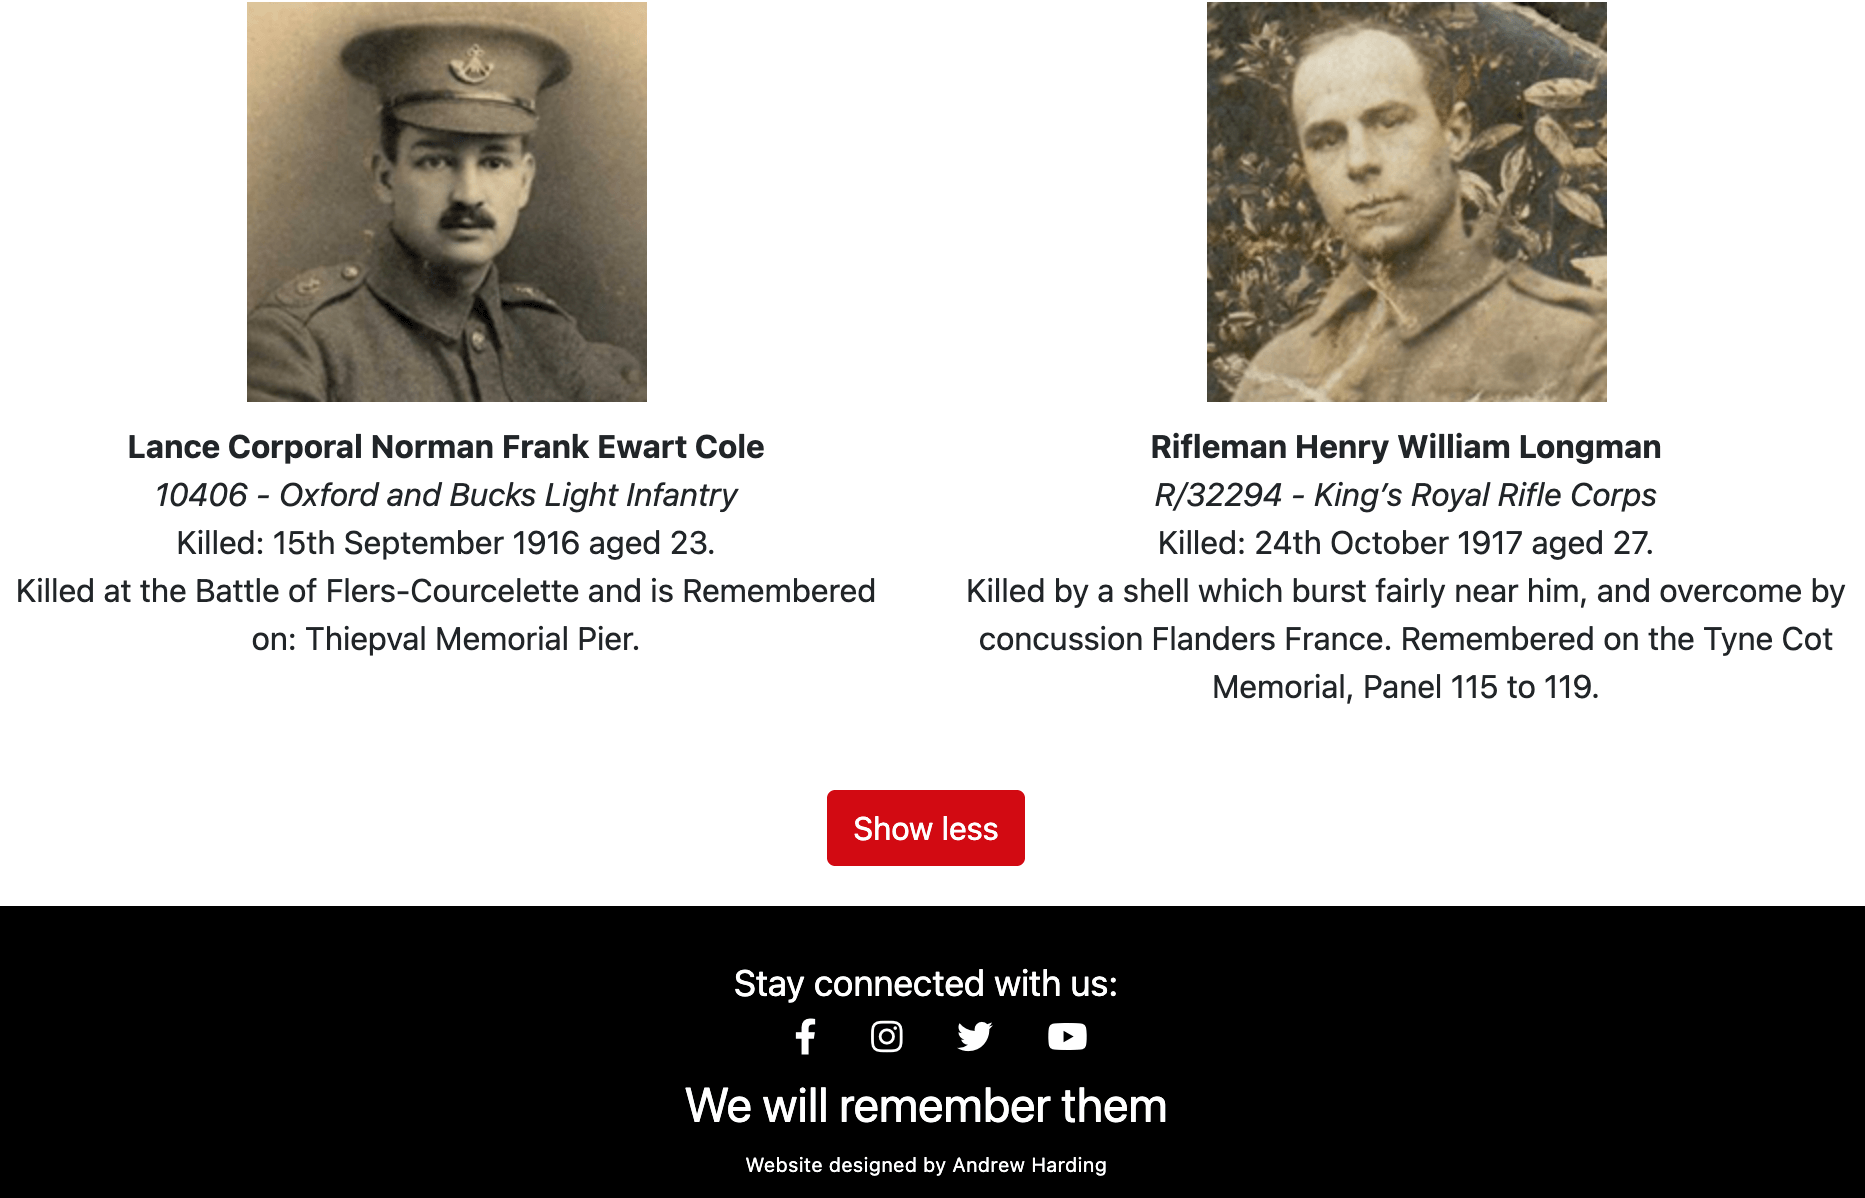 Lance Corporal Norman Frank Ewart Cole
10406 - Oxford and Bucks Light Infantry
Killed: 15th September 1916 aged 23.
Killed at the Battle of Flers-Courcelette and is Remembered
on: Thiepval Memorial Pier.
Rifleman Henry William Longman
R/32294 - King’s Royal Rifle Corps
Killed: 24th October 1917 aged 27.
Killed by a shell which burst fairly near him, and overcome by
concussion Flanders France. Remembered on the Tyne Cot
Memorial, Panel 115 to 119.
Show less
Stay connected with us:
We will remember them
Website designed by Andrew Harding